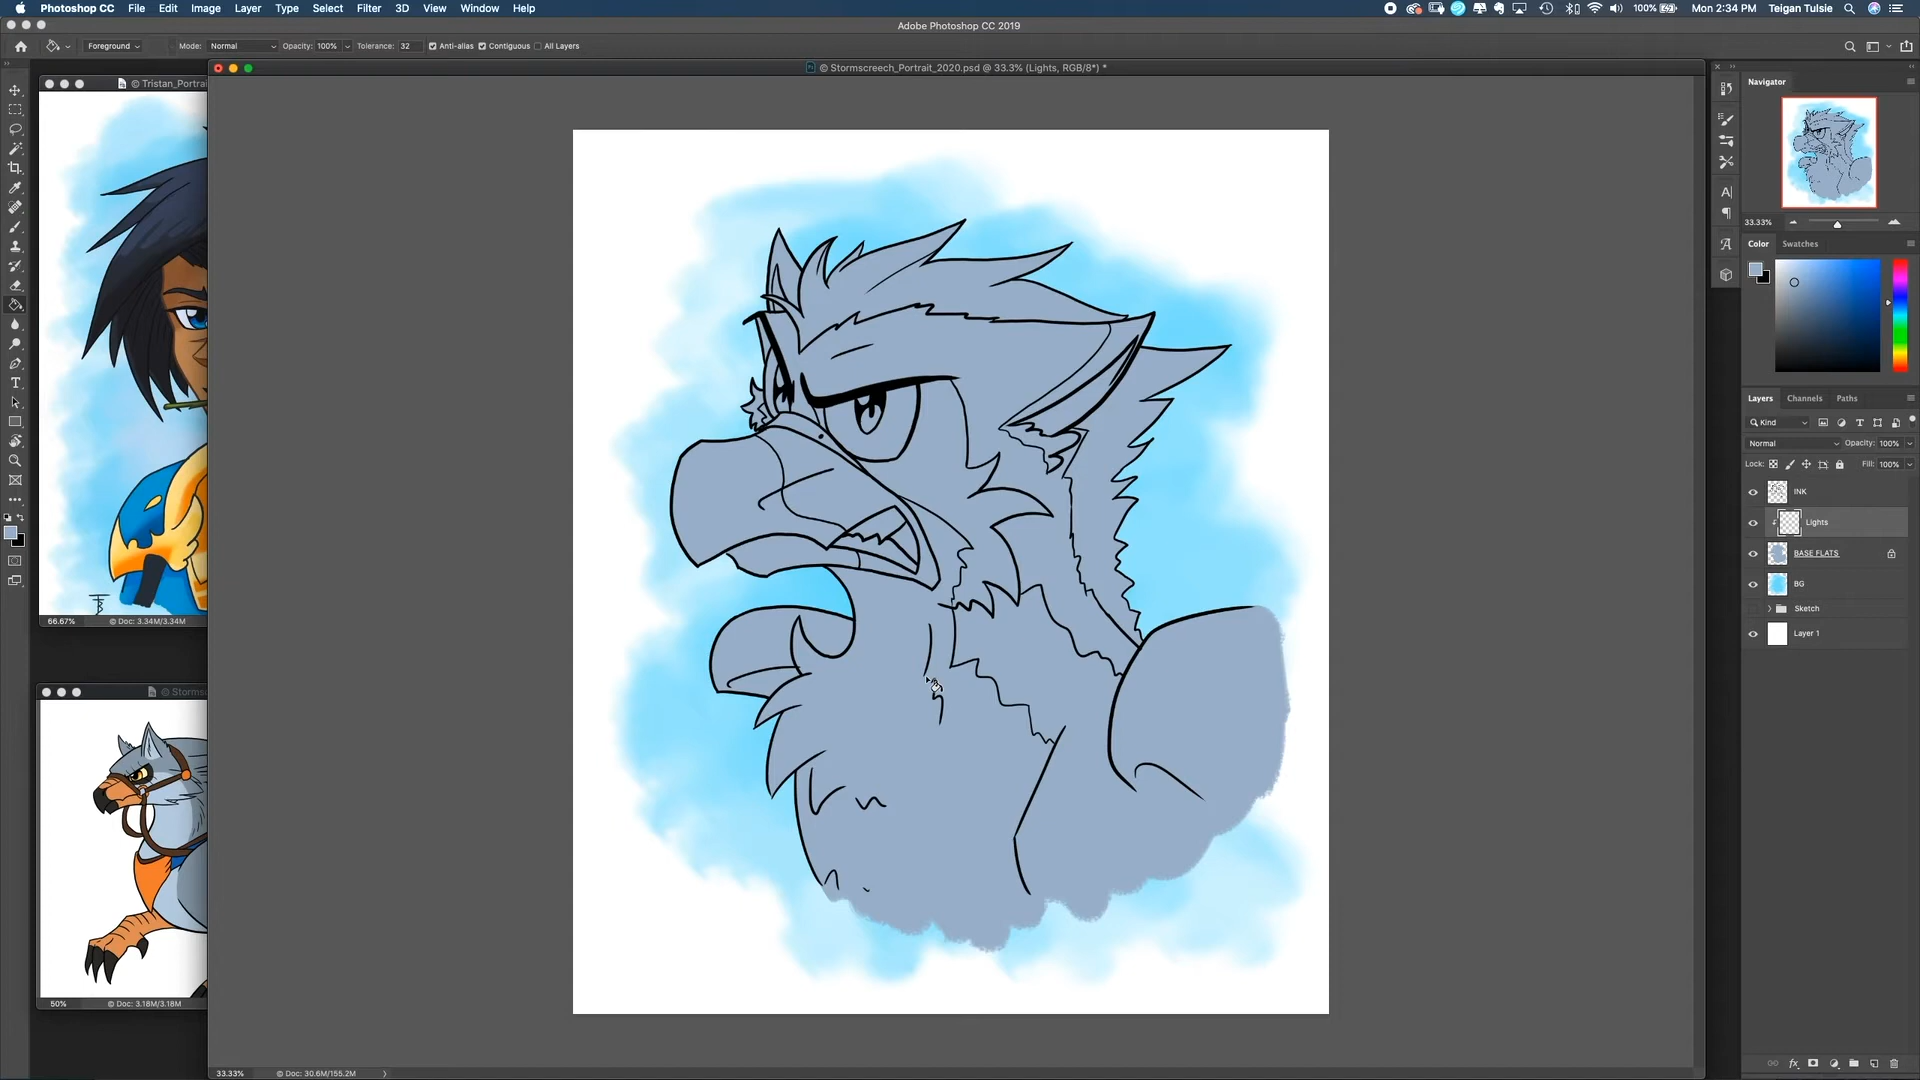 Photoshop CC File Edit Image Layer Type Select Filter 3D View Window Help
100% Mon 2:34 PM Teigan Tulsie
Adobe Photoshop CC 2019
Foreground Mode: Normal Opacity: 100% Tolerance: 32 Anti-alias Contiguous All Layers
© Stormscreech_Portrait_2020.psd @ 33.3% (Lights, RGB/8*) *
© Tristan_Portrai
66.67% © Doc: 3.34M/3.34M
© Stormsc
50% © Doc: 3.18M/3.18M
33.33% © Doc: 30.6M/155.2M
Navigator
33.33%
Color Swatches
Layers Channels Paths
Kind
Normal Opacity: 100%
Lock: Fill: 100%
INK
Lights
BASE FLATS
BG
Sketch
Layer 1